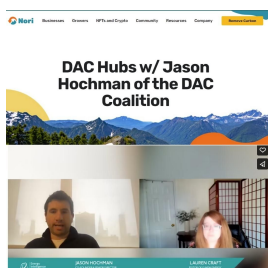 Nori Businesses Growers NFTs and Crypto Community Resources Company Remove Carbon
DAC Hubs w/ Jason
Hochman of the DAC
Coalition
JASON HOCHMAN
LAUREN CRAFT